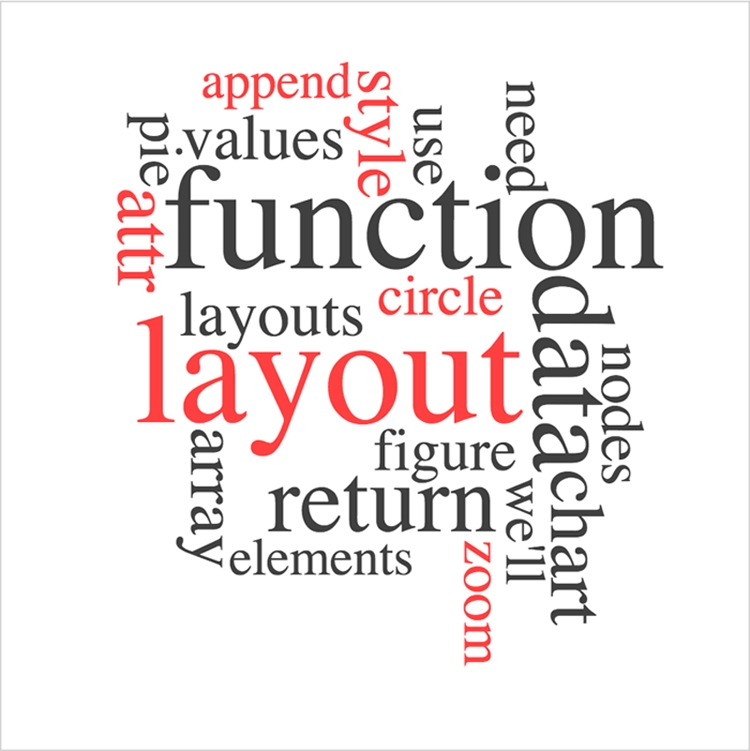 append
style
use
need
pie
.values
attr
function
layouts
circle
data
layout
nodes
array
figure
chart
return
we'll
elements
zoom